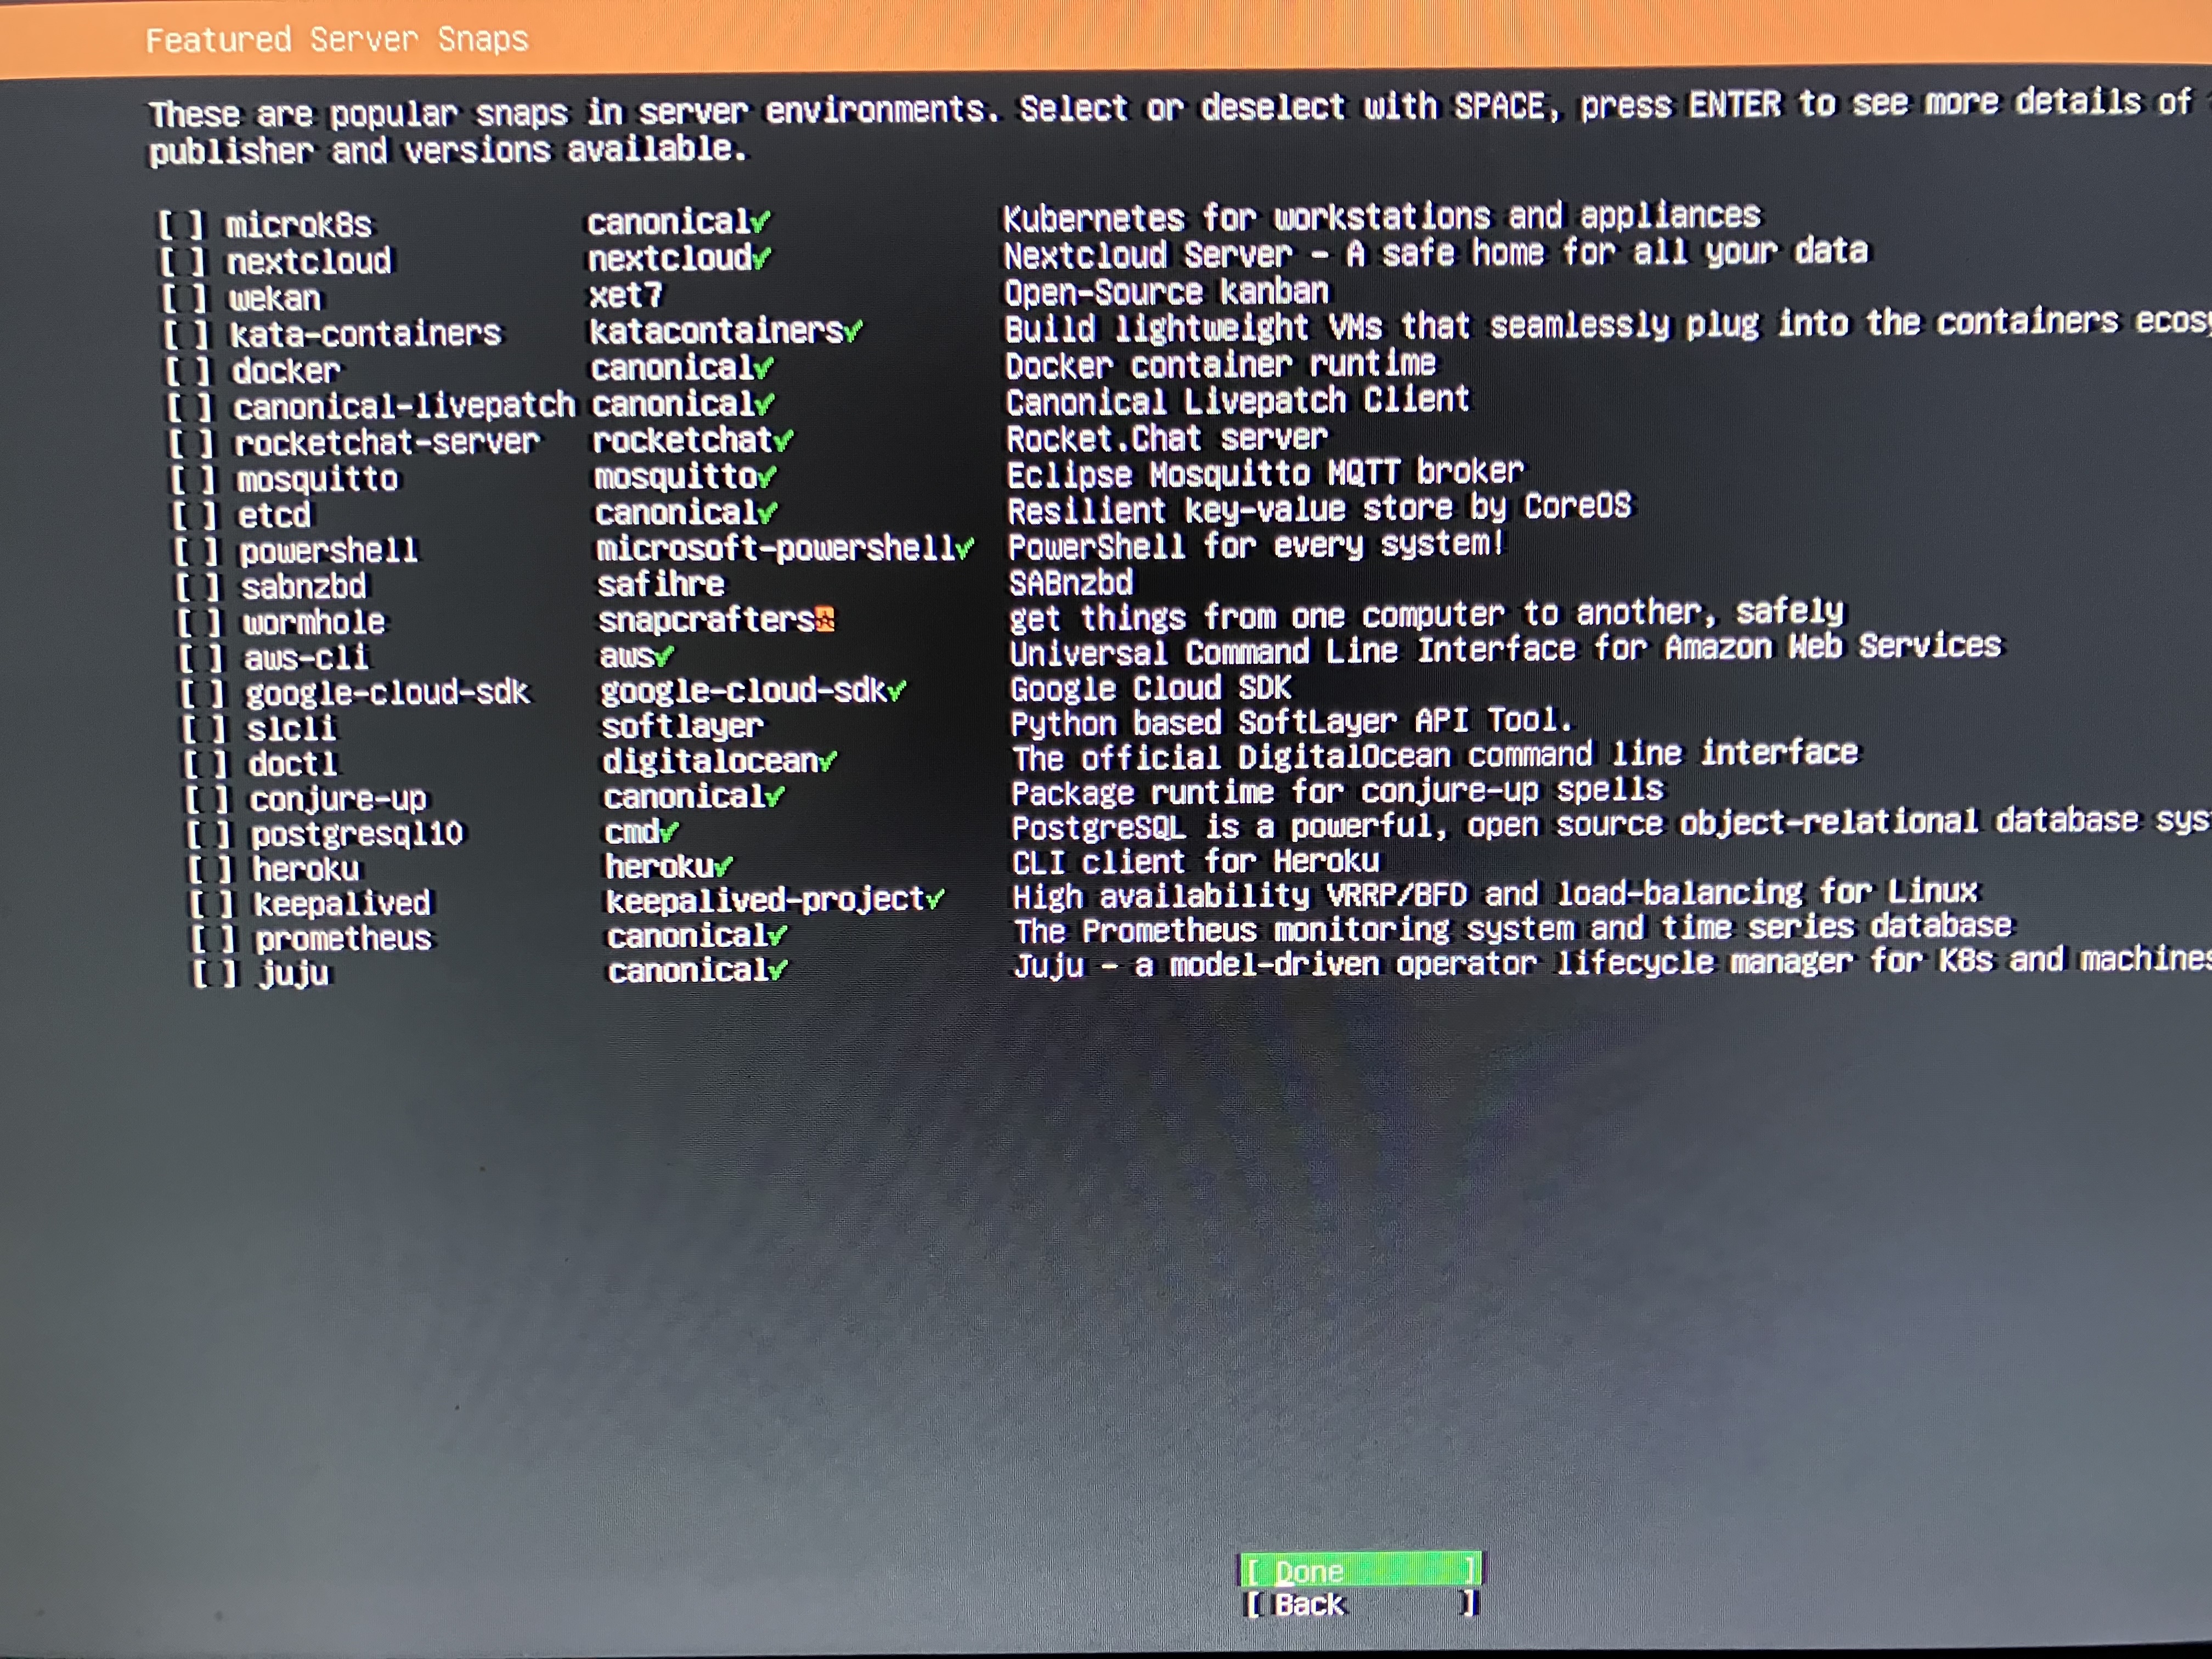 Featured Server Snaps
These are popular snaps in server environments. Select or deselect with SPACE, press ENTER to see more details of
publisher and versions available.
[ ] microk8s canonical✓ Kubernetes for workstations and appliances
[ ] nextcloud nextcloud✓ Nextcloud Server - A safe home for all your data
[ ] wekan xet7 Open-Source kanban
[ ] kata-containers katacontainers✓ Build lightweight VMs that seamlessly plug into the containers ecos
[ ] docker canonical✓ Docker container runtime
[ ] canonical-livepatch canonical✓ Canonical Livepatch Client
[ ] rocketchat-server rocketchat✓ Rocket.Chat server
[ ] mosquitto mosquitto✓ Eclipse Mosquitto MQTT broker
[ ] etcd canonical✓ Resilient key-value store by CoreOS
[ ] powershell microsoft-powershell✓ PowerShell for every system!
[ ] sabnzbd safihre SABnzbd
[ ] wormhole snapcrafters✪ get things from one computer to another, safely
[ ] aws-cli aws✓ Universal Command Line Interface for Amazon Web Services
[ ] google-cloud-sdk google-cloud-sdk✓ Google Cloud SDK
[ ] slcli softlayer Python based SoftLayer API Tool.
[ ] doctl digitalocean✓ The official DigitalOcean command line interface
[ ] conjure-up canonical✓ Package runtime for conjure-up spells
[ ] postgresql10 cmd✓ PostgreSQL is a powerful, open source object-relational database sys
[ ] heroku heroku✓ CLI client for Heroku
[ ] keepalived keepalived-project✓ High availability VRRP/BFD and load-balancing for Linux
[ ] prometheus canonical✓ The Prometheus monitoring system and time series database
[ ] juju canonical✓ Juju - a model-driven operator lifecycle manager for K8s and machines
[ Done ]
[ Back ]